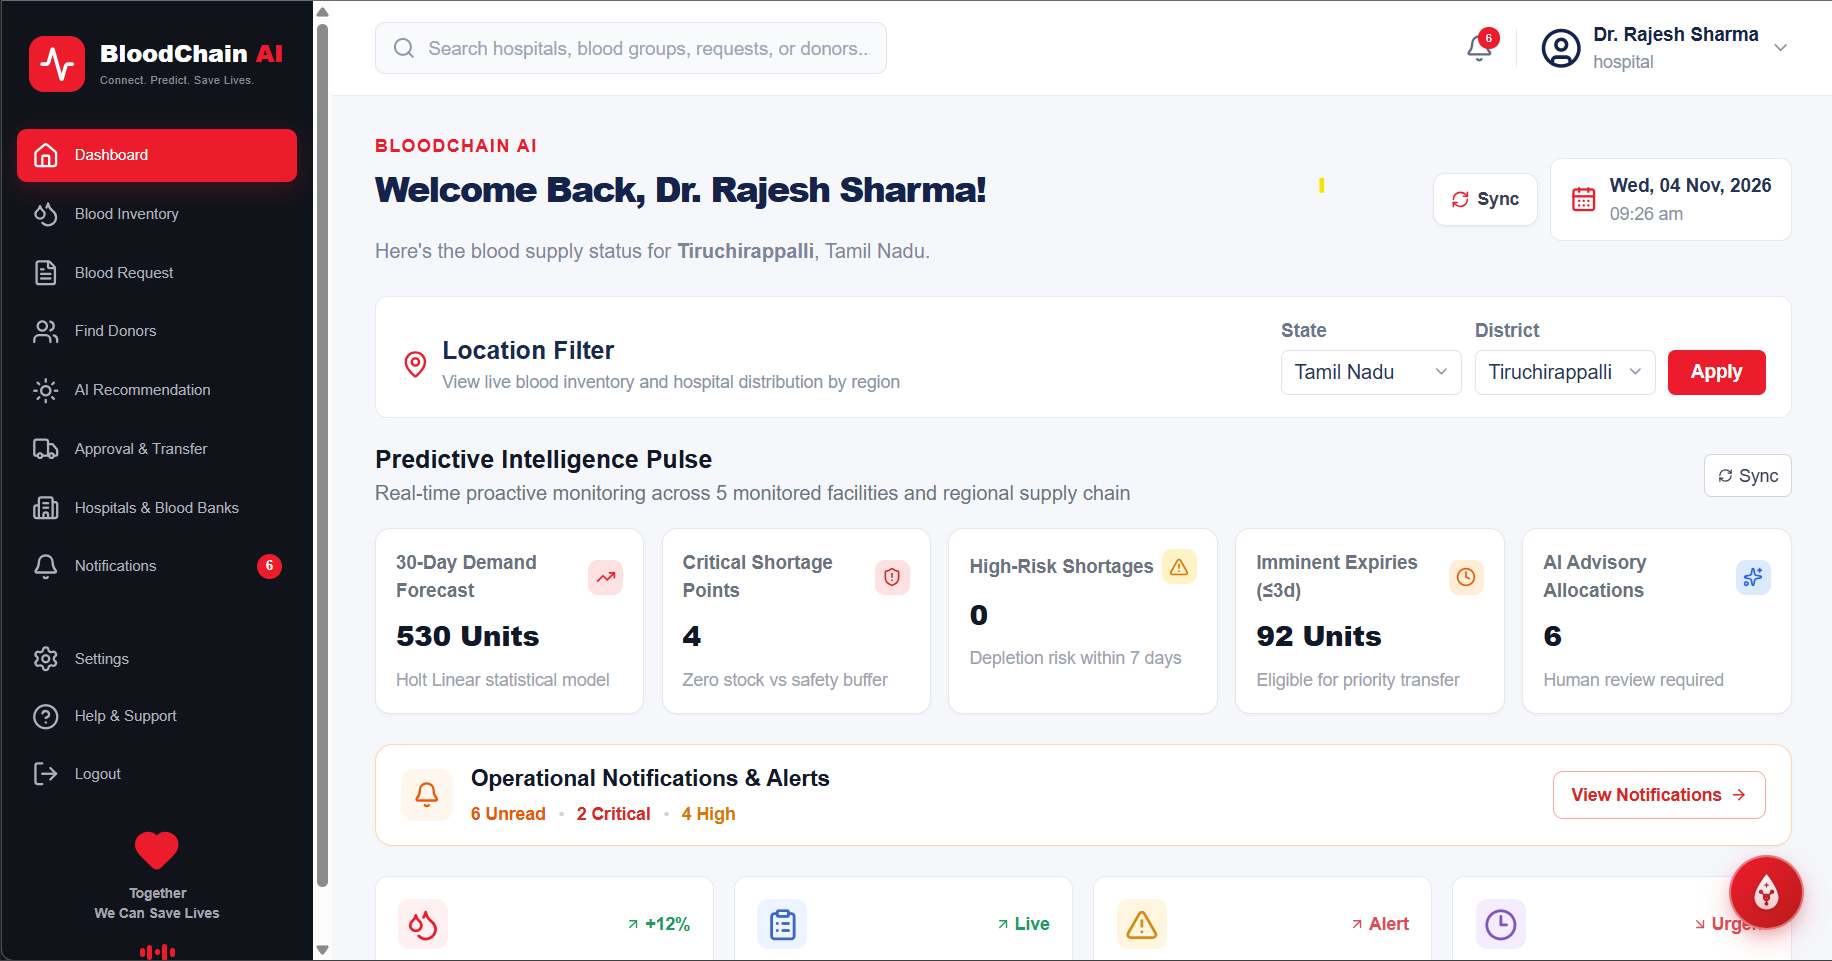 BloodChain AI
Connect. Predict. Save Lives.
Dashboard
Blood Inventory
Blood Request
Find Donors
AI Recommendation
Approval & Transfer
Hospitals & Blood Banks
Notifications
6
Settings
Help & Support
Logout
Together
We Can Save Lives
Search hospitals, blood groups, requests, or donors...
6
Dr. Rajesh Sharma
hospital
BLOODCHAIN AI
Welcome Back, Dr. Rajesh Sharma!
Here's the blood supply status for Tiruchirappalli, Tamil Nadu.
Sync
Wed, 04 Nov, 2026
09:26 am
Location Filter
View live blood inventory and hospital distribution by region
State
Tamil Nadu
District
Tiruchirappalli
Apply
Predictive Intelligence Pulse
Real-time proactive monitoring across 5 monitored facilities and regional supply chain
Sync
30-Day Demand
Forecast
530 Units
Holt Linear statistical model
Critical Shortage
Points
4
Zero stock vs safety buffer
High-Risk Shortages
0
Depletion risk within 7 days
Imminent Expiries
(≤3d)
92 Units
Eligible for priority transfer
AI Advisory
Allocations
6
Human review required
Operational Notifications & Alerts
6 Unread • 2 Critical • 4 High
View Notifications
+12%
Live
Alert